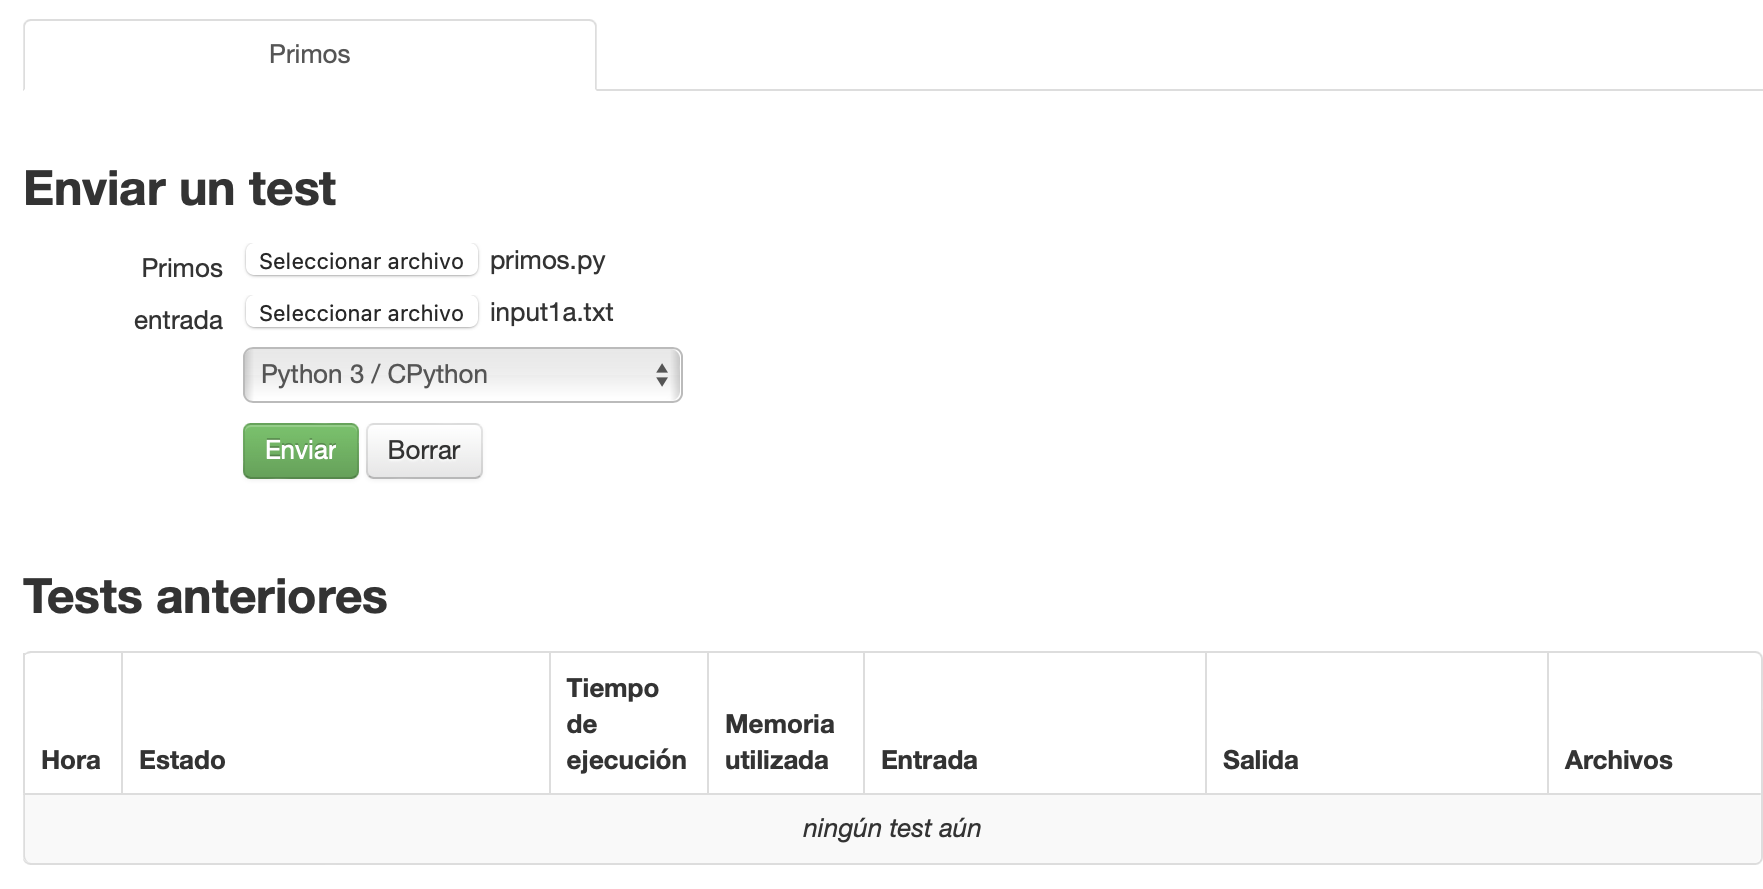 Primos
Enviar un test
Primos Seleccionar archivo primos.py
entrada Seleccionar archivo input1a.txt
Python 3 / CPython
Enviar Borrar
Tests anteriores
Hora Estado Tiempo de ejecución Memoria utilizada Entrada Salida Archivos
ningún test aún